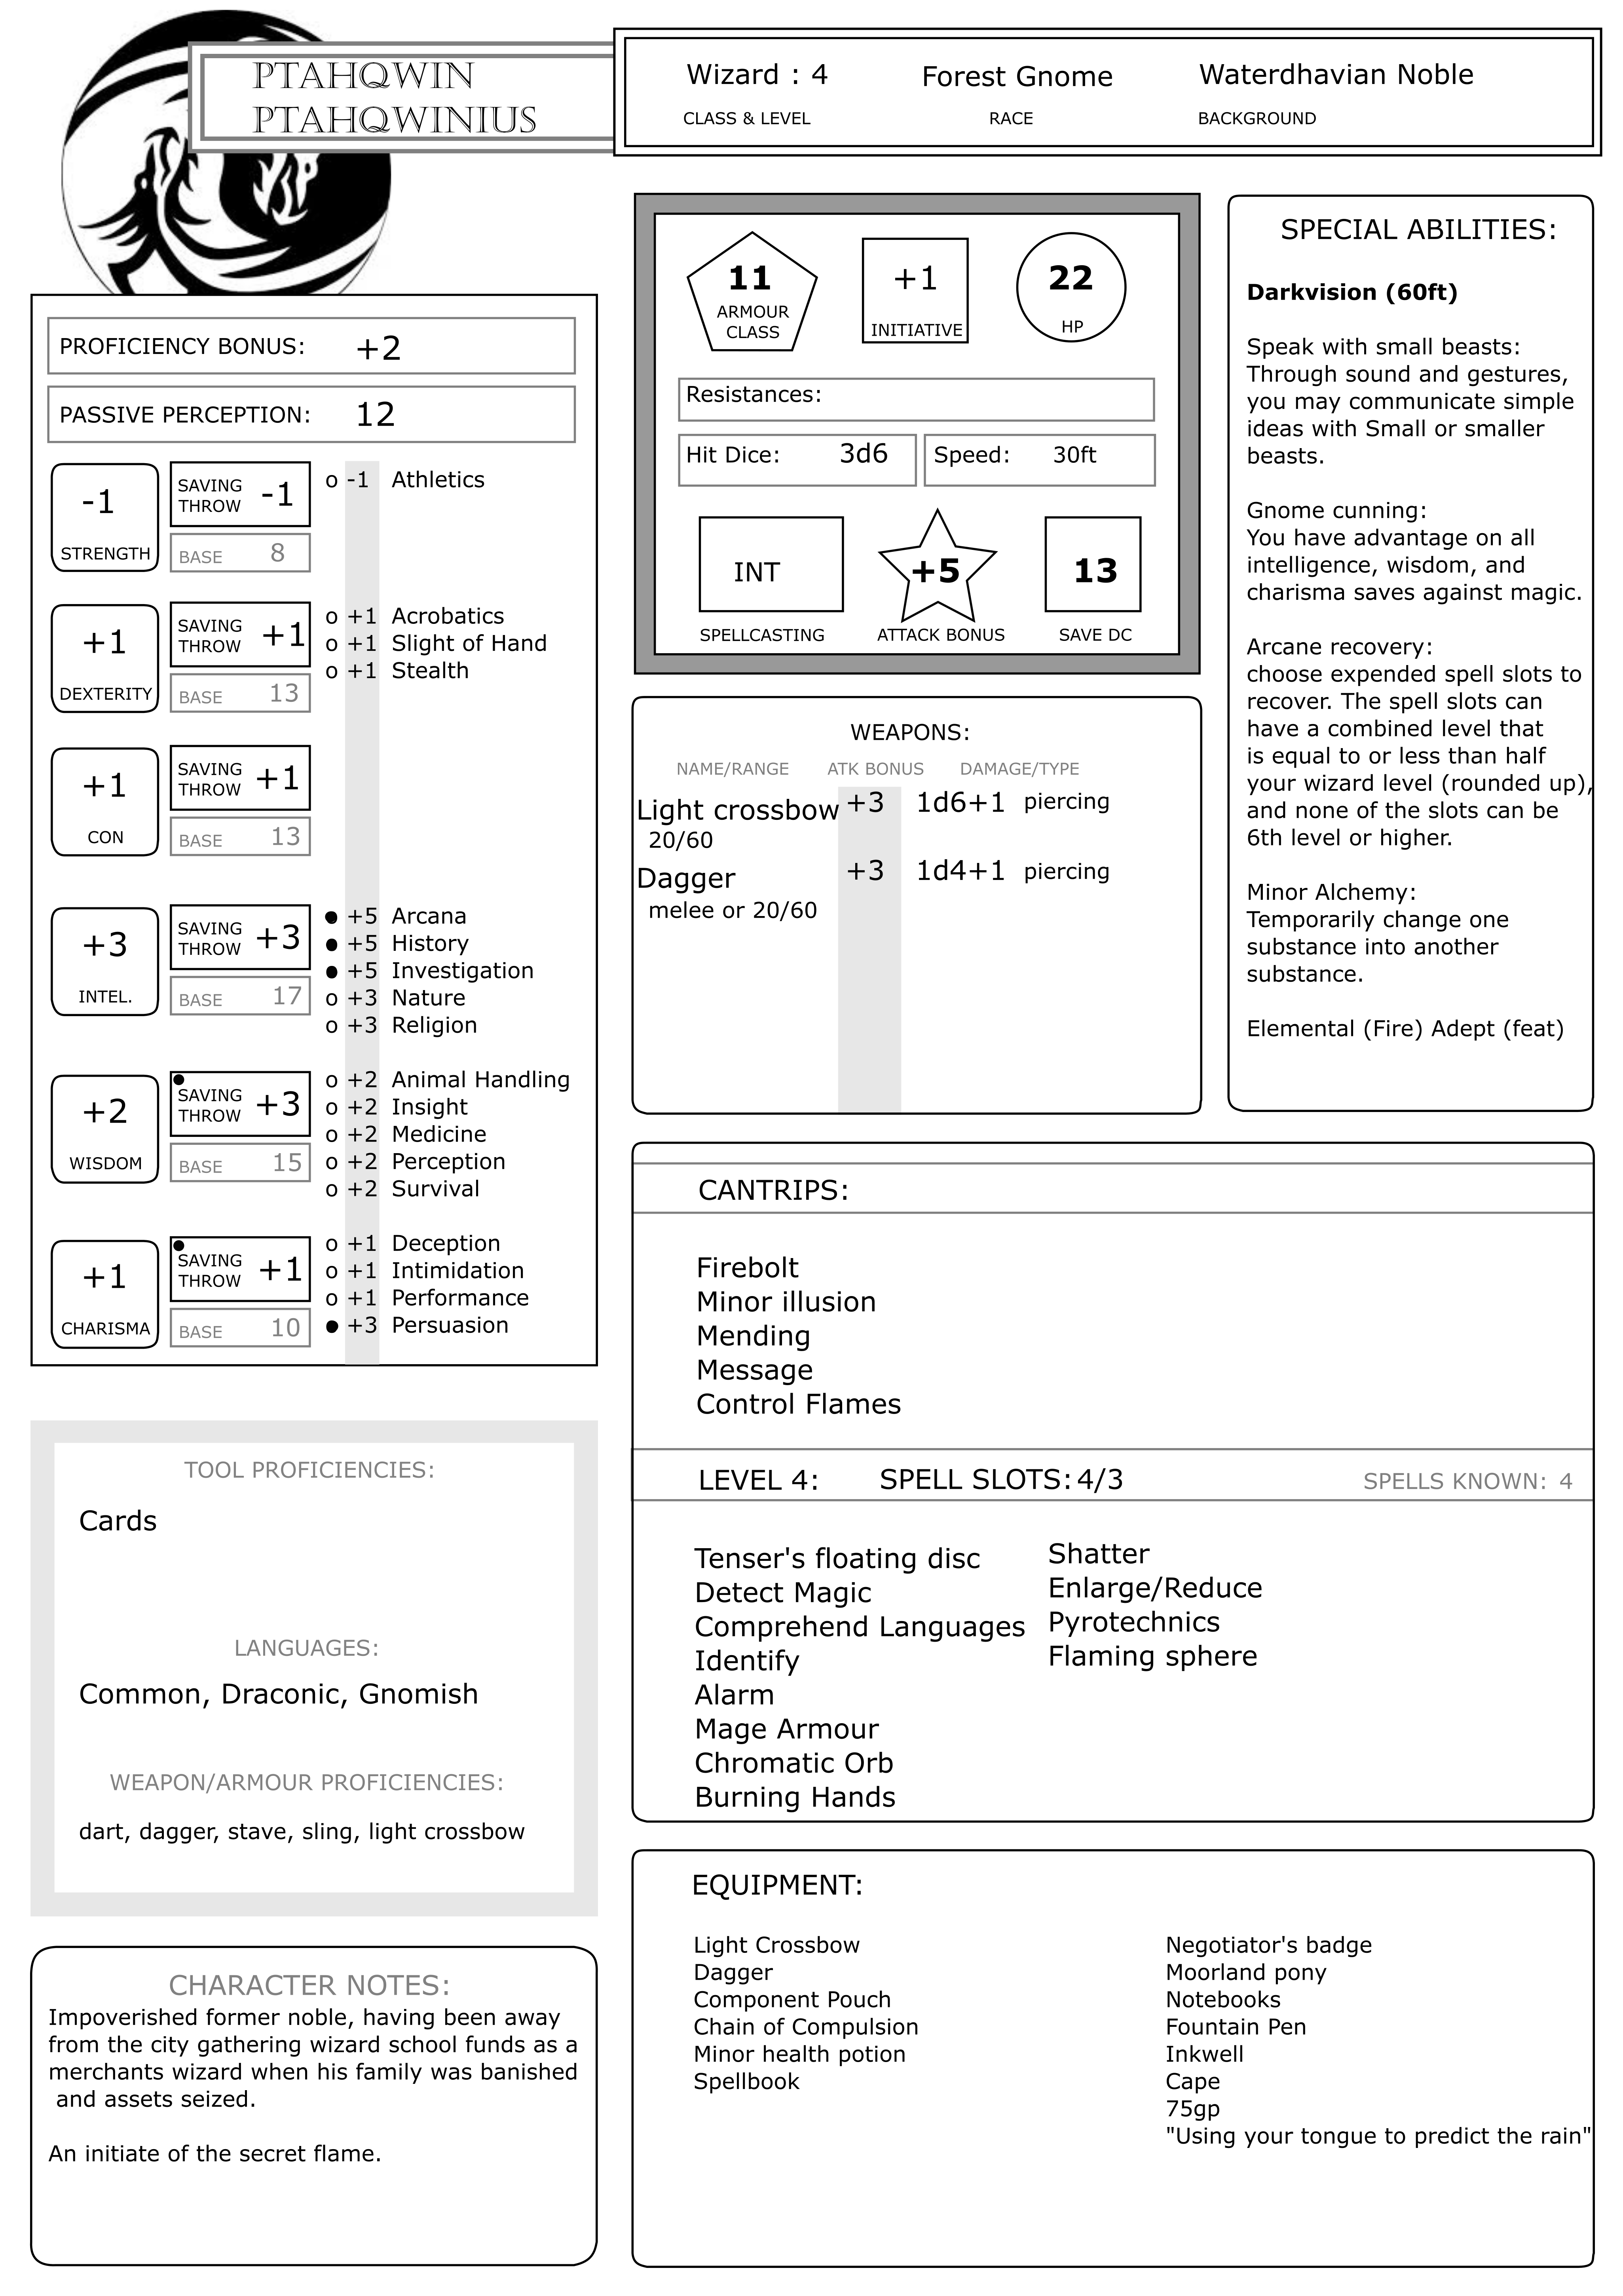 PTAHQWIN
PTAHQWINIUS
Wizard : 4
CLASS & LEVEL
Forest Gnome
RACE
Waterdhavian Noble
BACKGROUND
PROFICIENCY BONUS: +2
PASSIVE PERCEPTION: 12
-1
STRENGTH
SAVING
THROW -1
BASE 8
o -1 Athletics
+1
DEXTERITY
SAVING
THROW +1
BASE 13
o +1 Acrobatics
o +1 Slight of Hand
o +1 Stealth
+1
CON
SAVING
THROW +1
BASE 13
+3
INTEL.
SAVING
THROW +3
BASE 17
● +5 Arcana
● +5 History
● +5 Investigation
o +3 Nature
o +3 Religion
+2
WISDOM
●
SAVING
THROW +3
BASE 15
o +2 Animal Handling
o +2 Insight
o +2 Medicine
o +2 Perception
o +2 Survival
+1
CHARISMA
●
SAVING
THROW +1
BASE 10
o +1 Deception
o +1 Intimidation
o +1 Performance
● +3 Persuasion
TOOL PROFICIENCIES:
Cards
LANGUAGES:
Common, Draconic, Gnomish
WEAPON/ARMOUR PROFICIENCIES:
dart, dagger, stave, sling, light crossbow
CHARACTER NOTES:
Impoverished former noble, having been away
from the city gathering wizard school funds as a
merchants wizard when his family was banished
and assets seized.
An initiate of the secret flame.
11
ARMOUR
CLASS
+1
INITIATIVE
22
HP
Resistances:
Hit Dice: 3d6
Speed: 30ft
INT
SPELLCASTING
+5
ATTACK BONUS
13
SAVE DC
WEAPONS:
NAME/RANGE ATK BONUS DAMAGE/TYPE
Light crossbow +3 1d6+1 piercing
20/60
Dagger +3 1d4+1 piercing
melee or 20/60
SPECIAL ABILITIES:
Darkvision (60ft)
Speak with small beasts:
Through sound and gestures,
you may communicate simple
ideas with Small or smaller
beasts.
Gnome cunning:
You have advantage on all
intelligence, wisdom, and
charisma saves against magic.
Arcane recovery:
choose expended spell slots to
recover. The spell slots can
have a combined level that
is equal to or less than half
your wizard level (rounded up),
and none of the slots can be
6th level or higher.
Minor Alchemy:
Temporarily change one
substance into another
substance.
Elemental (Fire) Adept (feat)
CANTRIPS:
Firebolt
Minor illusion
Mending
Message
Control Flames
LEVEL 4: SPELL SLOTS: 4/3 SPELLS KNOWN: 4
Tenser's floating disc
Detect Magic
Comprehend Languages
Identify
Alarm
Mage Armour
Chromatic Orb
Burning Hands
Shatter
Enlarge/Reduce
Pyrotechnics
Flaming sphere
EQUIPMENT:
Light Crossbow
Dagger
Component Pouch
Chain of Compulsion
Minor health potion
Spellbook
Negotiator's badge
Moorland pony
Notebooks
Fountain Pen
Inkwell
Cape
75gp
"Using your tongue to predict the rain"